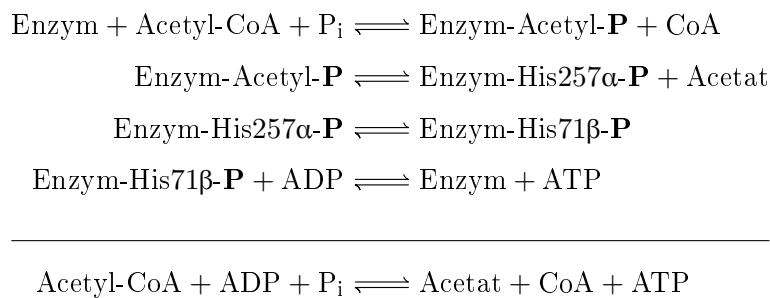 Enzym + Acetyl-CoA + Pᵢ ⇌ Enzym-Acetyl-P + CoA
Enzym-Acetyl-P ⇌ Enzym-His257α-P + Acetat
Enzym-His257α-P ⇌ Enzym-His71β-P
Enzym-His71β-P + ADP ⇌ Enzym + ATP
Acetyl-CoA + ADP + Pᵢ ⇌ Acetat + CoA + ATP